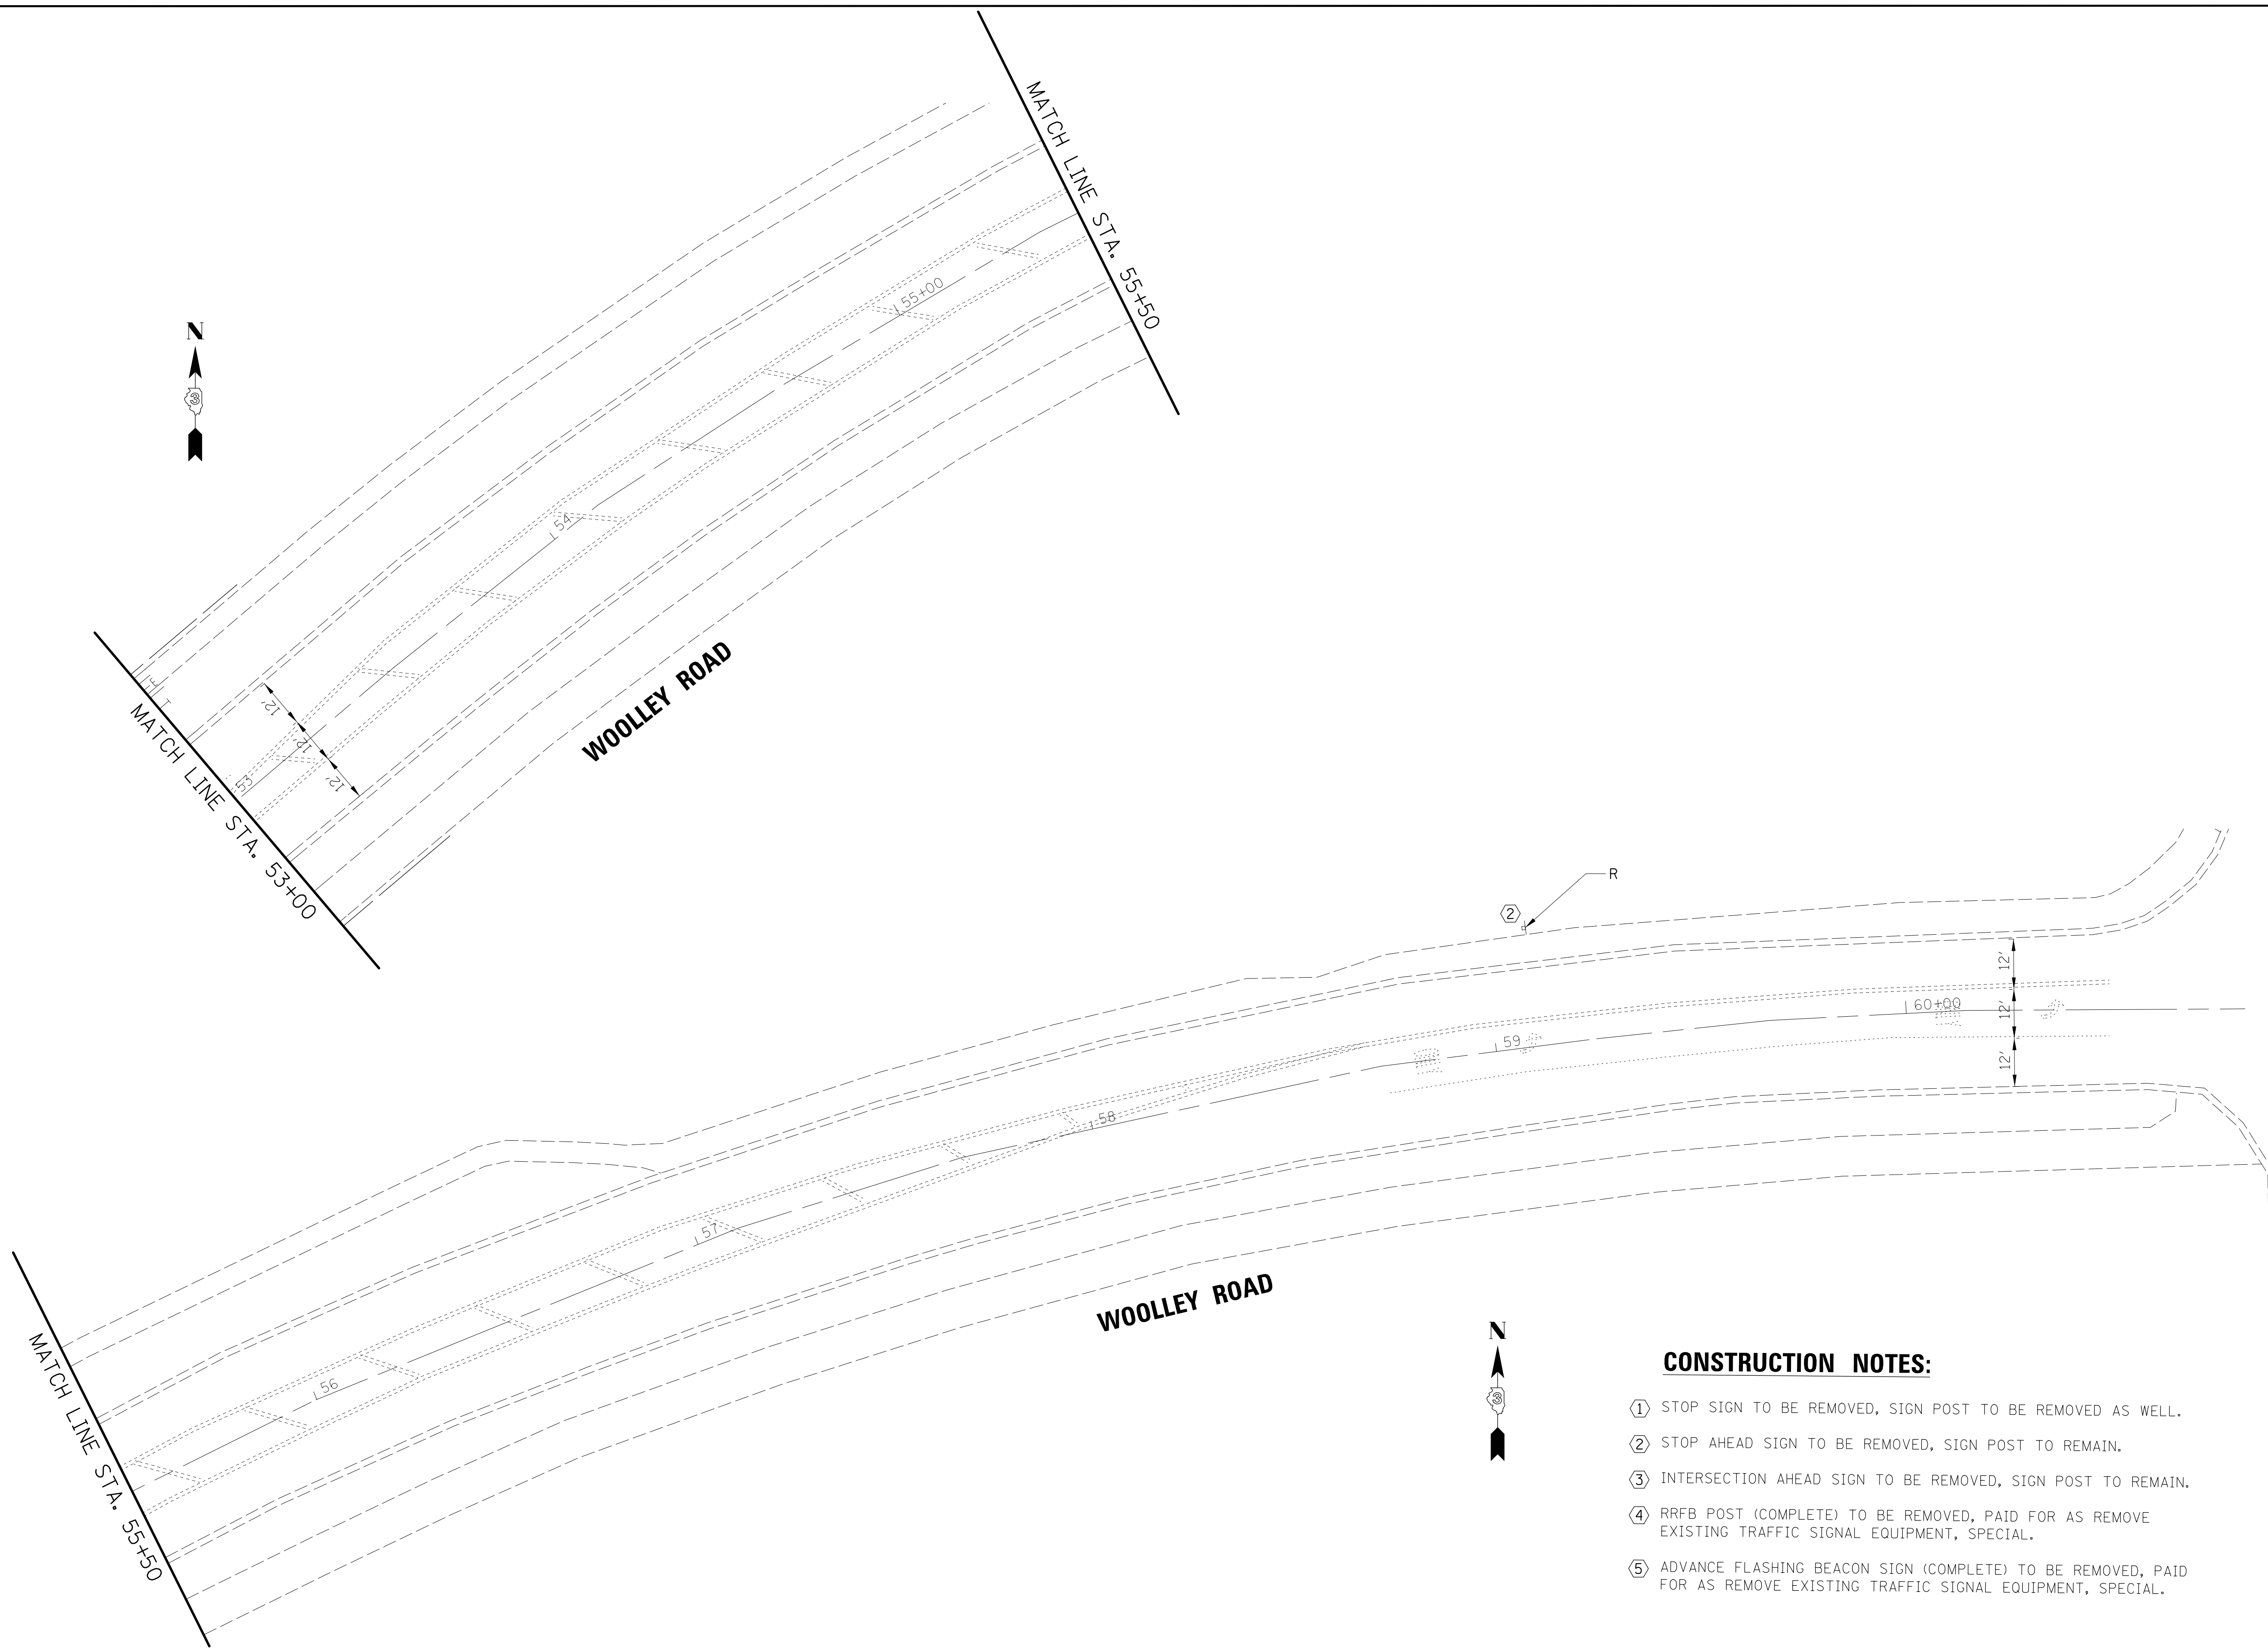 MATCH LINE STA. 55+50
55+00
N
3
54
WOOLLEY ROAD
12'
12'
12'
53
MATCH LINE STA. 53+00
R
2
12'
60+00
12'
59
12'
58
57
WOOLLEY ROAD
56
MATCH LINE STA. 55+50
N
3
CONSTRUCTION NOTES:
1 STOP SIGN TO BE REMOVED, SIGN POST TO BE REMOVED AS WELL.
2 STOP AHEAD SIGN TO BE REMOVED, SIGN POST TO REMAIN.
3 INTERSECTION AHEAD SIGN TO BE REMOVED, SIGN POST TO REMAIN.
4 RRFB POST (COMPLETE) TO BE REMOVED, PAID FOR AS REMOVE
EXISTING TRAFFIC SIGNAL EQUIPMENT, SPECIAL.
5 ADVANCE FLASHING BEACON SIGN (COMPLETE) TO BE REMOVED, PAID
FOR AS REMOVE EXISTING TRAFFIC SIGNAL EQUIPMENT, SPECIAL.